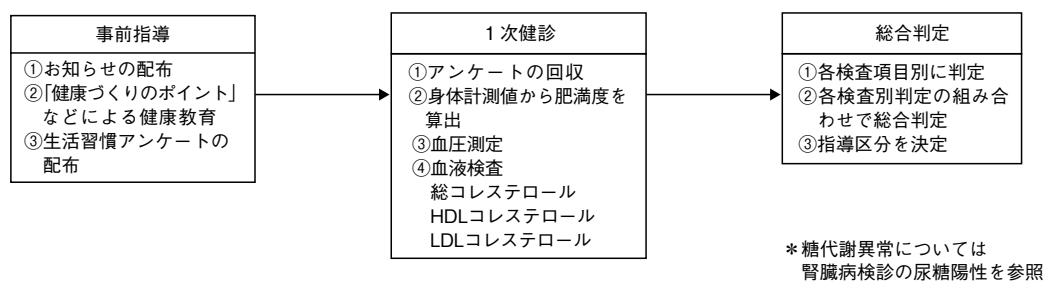 事前指導
①お知らせの配布
②「健康づくりのポイント」
などによる健康教育
③生活習慣アンケートの
配布
1次健診
①アンケートの回収
②身体計測値から肥満度を
算出
③血圧測定
④血液検査
総コレステロール
HDLコレステロール
LDLコレステロール
総合判定
①各検査項目別に判定
②各検査別判定の組み合
わせで総合判定
③指導区分を決定
＊糖代謝異常については
腎臓病検診の尿糖陽性を参照